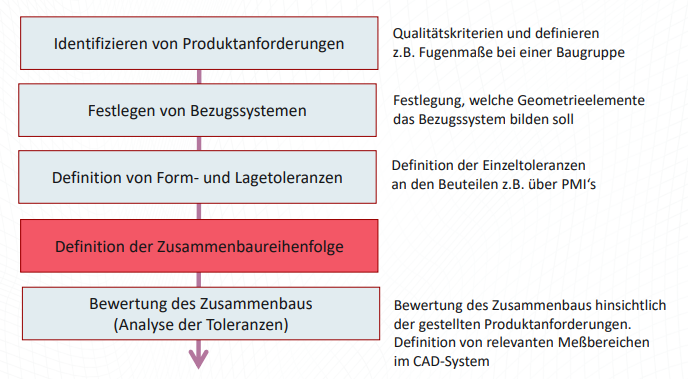 Identifizieren von Produktanforderungen
Qualitätskriterien und definieren
z.B. Fugenmaße bei einer Baugruppe
Festlegen von Bezugssystemen
Festlegung, welche Geometrieelemente
das Bezugssystem bilden soll
Definition von Form- und Lagetoleranzen
Definition der Einzeltoleranzen
an den Beuteilen z.B. über PMI‘s
Definition der Zusammenbaureihenfolge
Bewertung des Zusammenbaus
(Analyse der Toleranzen)
Bewertung des Zusammenbaus hinsichtlich
der gestellten Produktanforderungen.
Definition von relevanten Meßbereichen
im CAD-System